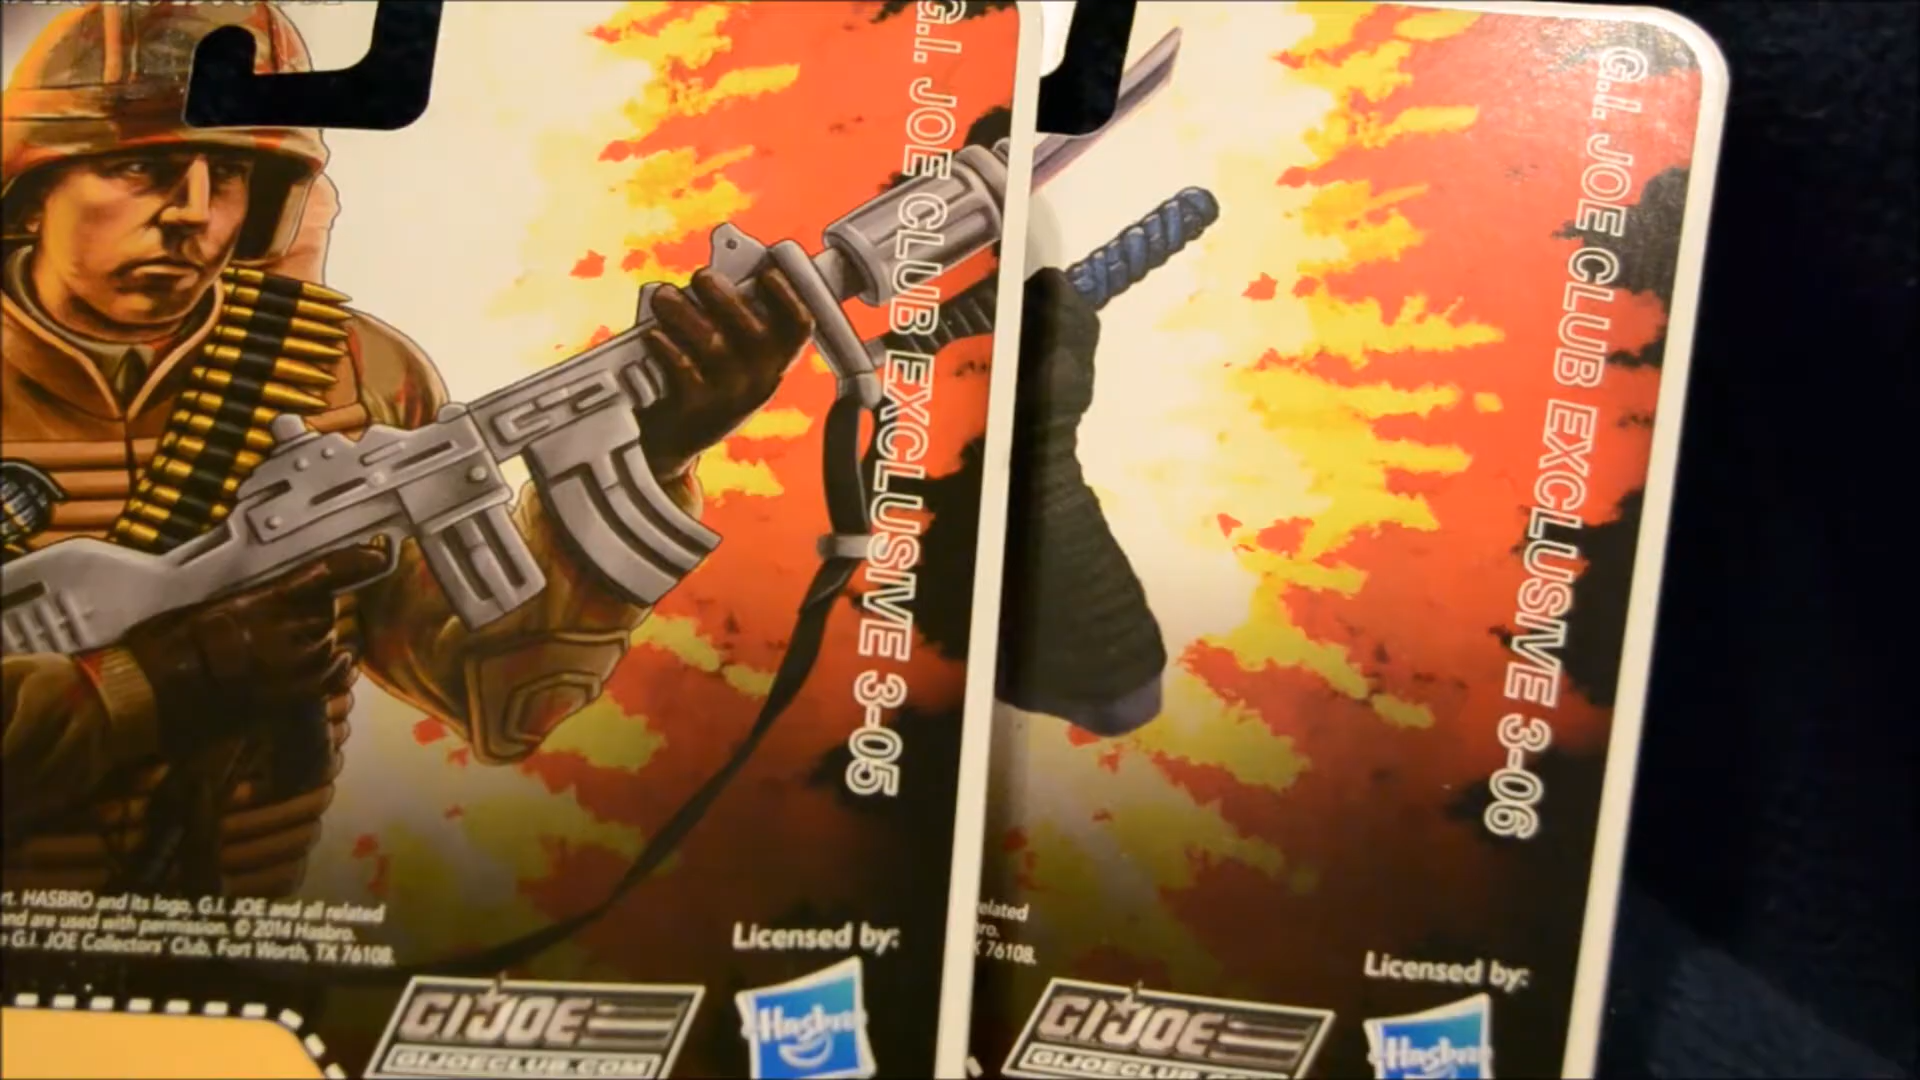 G.I. JOE CLUB EXCLUSIVE 3-05
rt. HASBRO and its logo, G.I. JOE and all related
and are used with permission. © 2014 Hasbro.
G.I. JOE Collectors' Club, Fort Worth, TX 76108.
Licensed by:
GI JOE
GIJOECLUB.COM
Hasbro
G.I. JOE CLUB EXCLUSIVE 3-06
related
ro.
X 76108.
Licensed by:
GI JOE
GIJOECLUB.COM
Hasbro